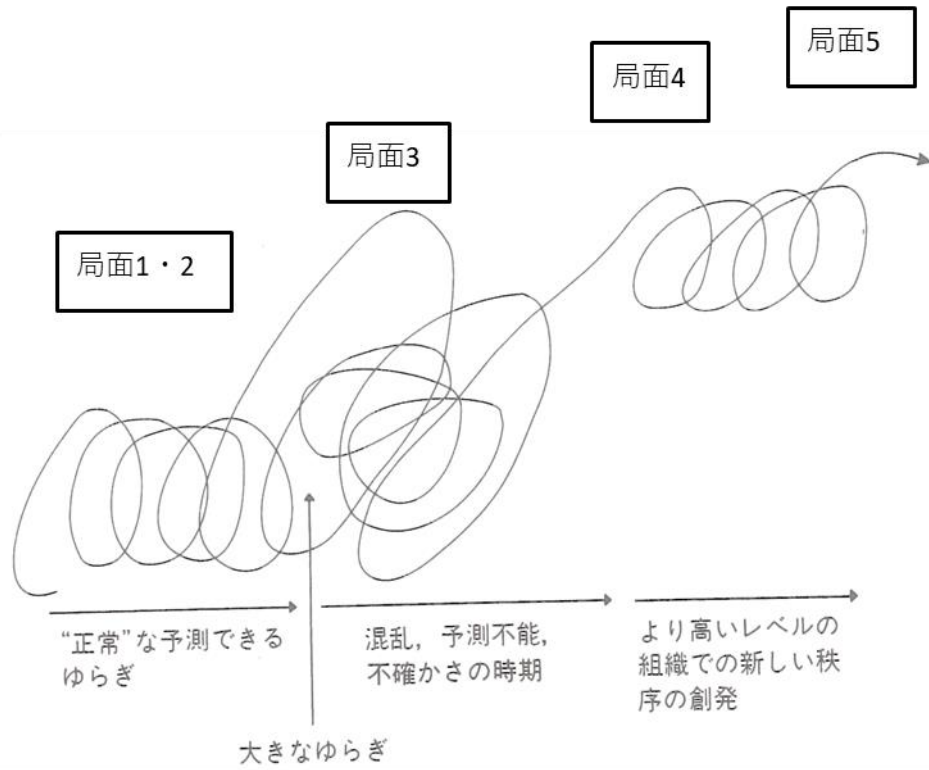 局面5
局面4
局面3
局面1・2
“正常”な予測できる
ゆらぎ
混乱，予測不能，
不確かさの時期
より高いレベルの
組織での新しい秩
序の創発
大きなゆらぎ